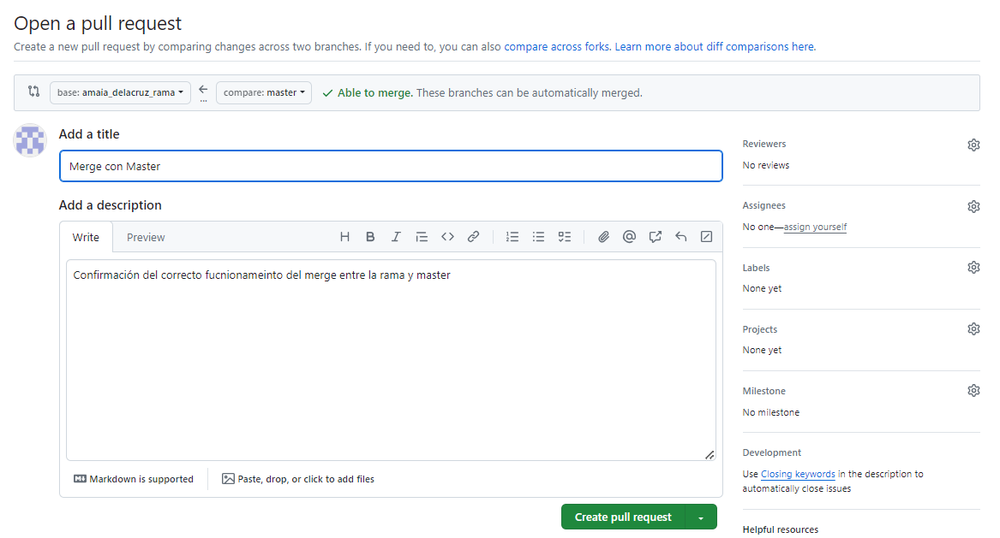 Open a pull request
Create a new pull request by comparing changes across two branches. If you need to, you can also compare across forks. Learn more about diff comparisons here.
base: amaia_delacruz_rama
...
compare: master
Able to merge. These branches can be automatically merged.
Add a title
Merge con Master
Add a description
Write
Preview
Confirmación del correcto fucnionameinto del merge entre la rama y master
Markdown is supported
Paste, drop, or click to add files
Create pull request
Reviewers
No reviews
Assignees
No one—assign yourself
Labels
None yet
Projects
None yet
Milestone
No milestone
Development
Use Closing keywords in the description to
automatically close issues
Helpful resources